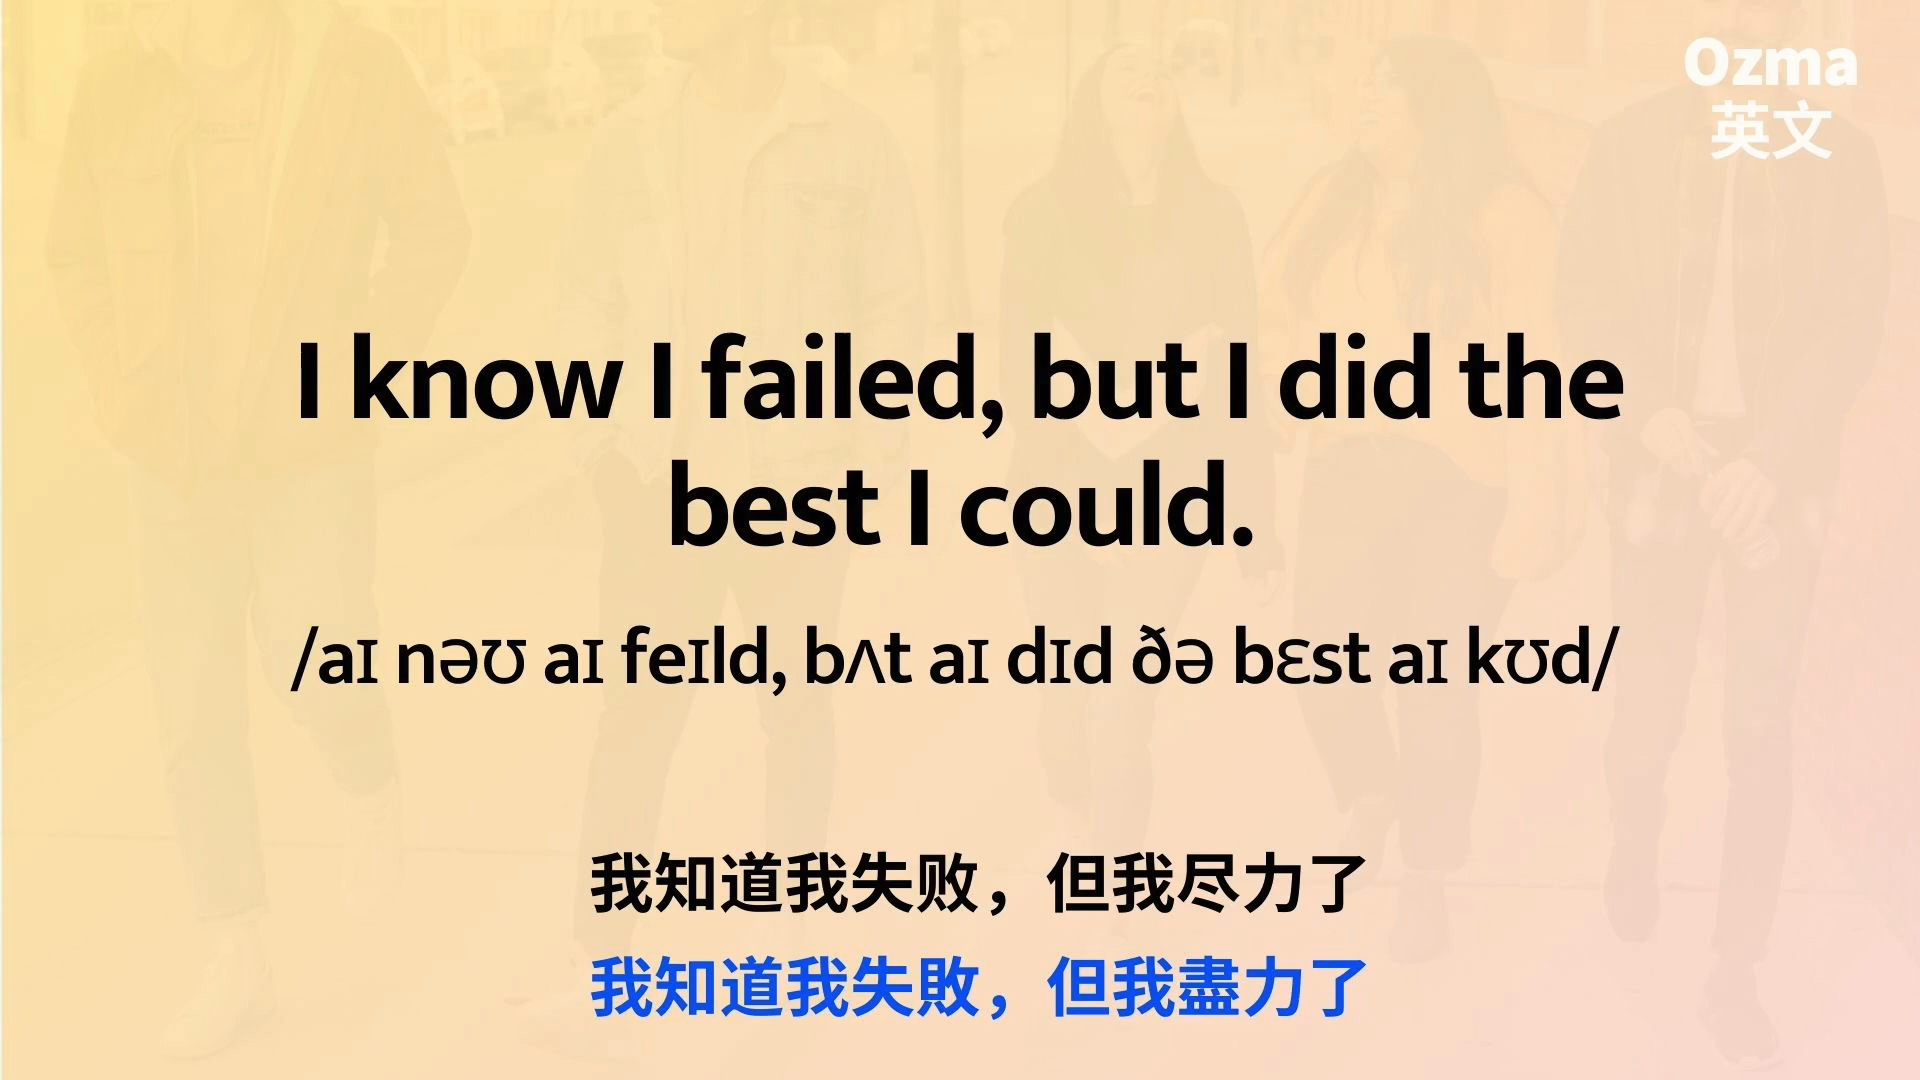 Ozma
英文
I know I failed, but I did the
best I could.
/aɪ nəʊ aɪ feɪld, bʌt aɪ dɪd ðə bɛst aɪ kʊd/
我知道我失败，但我尽力了
我知道我失敗，但我盡力了